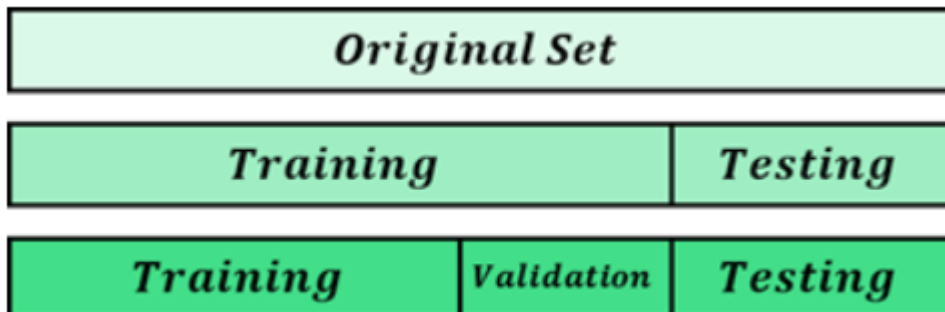 Original Set
Training Testing
Training Validation Testing